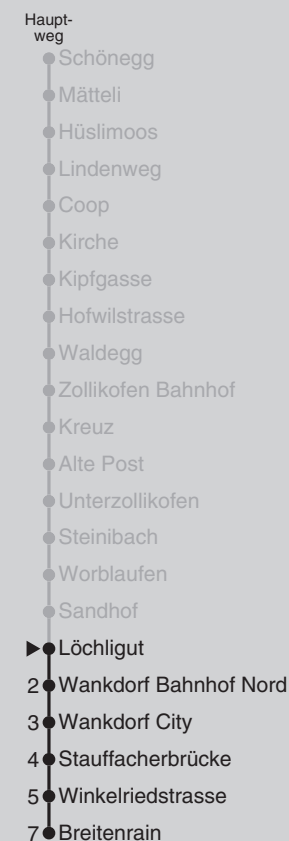 Haupt-
weg
Schönegg
Mätteli
Hüslimoos
Lindenweg
Coop
Kirche
Kipfgasse
Hofwilstrasse
Waldegg
Zollikofen Bahnhof
Kreuz
Alte Post
Unterzollikofen
Steinibach
Worblaufen
Sandhof
Löchligut
2 Wankdorf Bahnhof Nord
3 Wankdorf City
4 Stauffacherbrücke
5 Winkelriedstrasse
7 Breitenrain